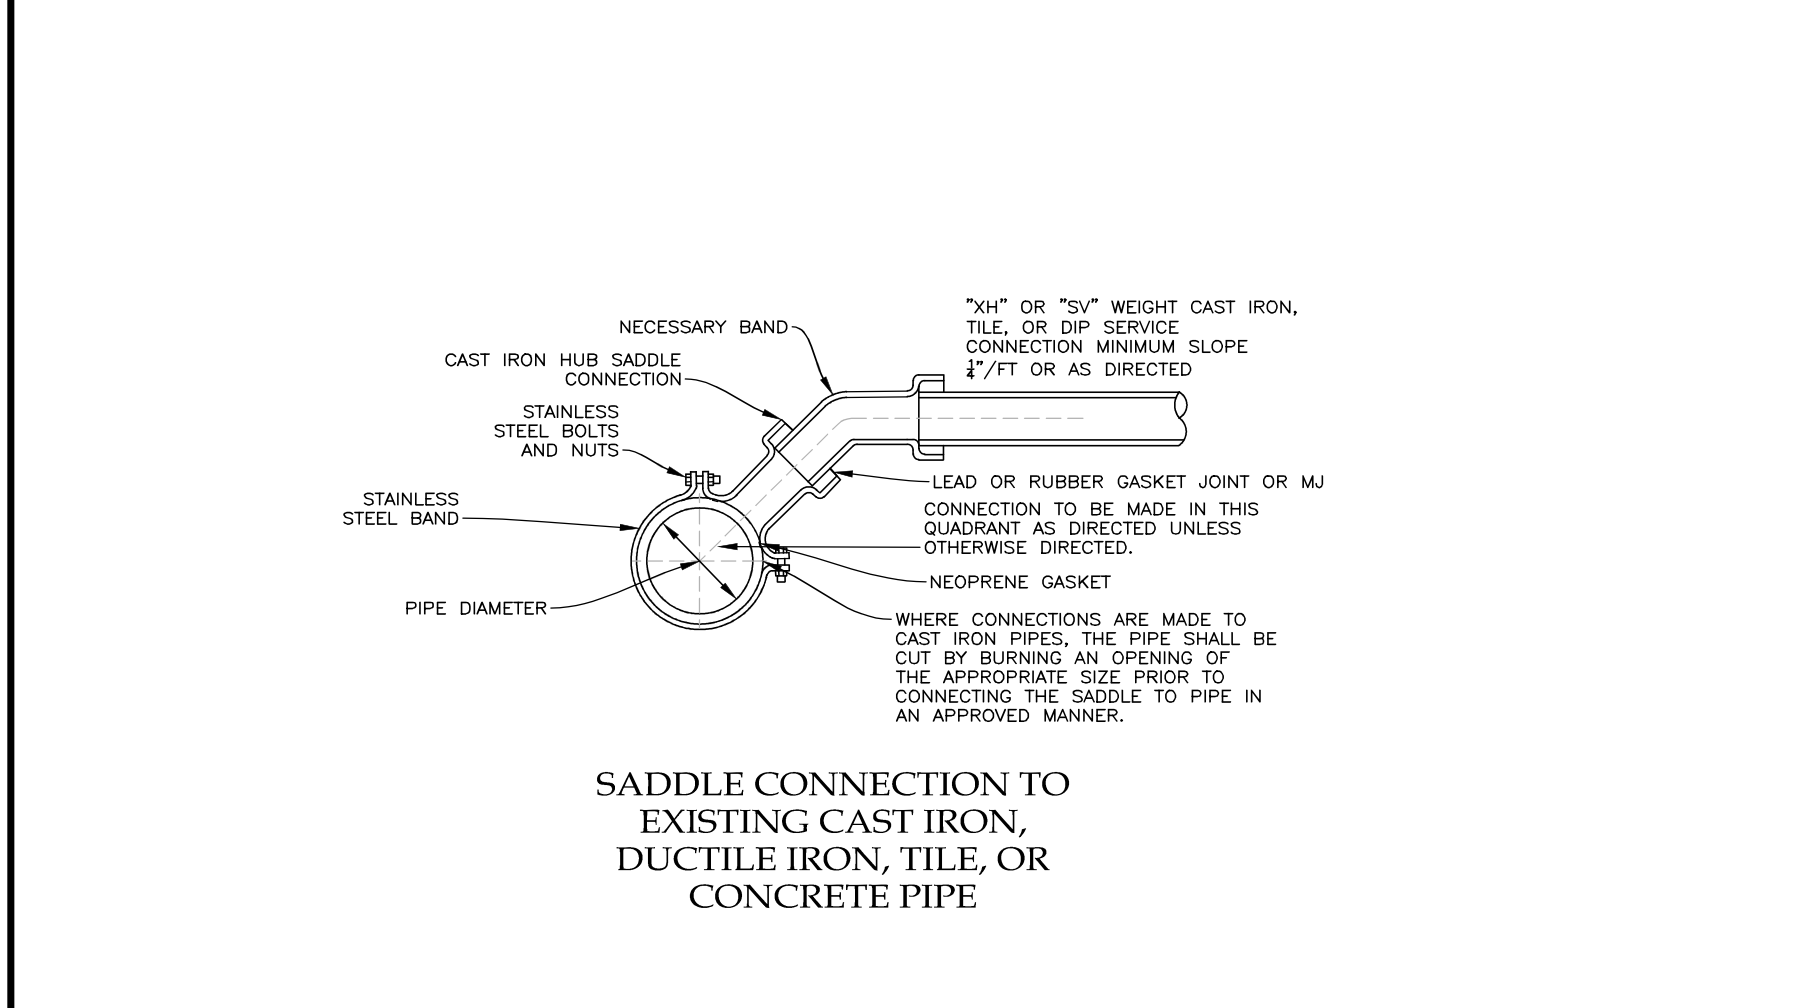 "XH" OR "SV" WEIGHT CAST IRON,
TILE, OR DIP SERVICE
CONNECTION MINIMUM SLOPE
1/4"/FT OR AS DIRECTED
NECESSARY BAND
CAST IRON HUB SADDLE
CONNECTION
STAINLESS
STEEL BOLTS
AND NUTS
STAINLESS
STEEL BAND
PIPE DIAMETER
LEAD OR RUBBER GASKET JOINT OR MJ
CONNECTION TO BE MADE IN THIS
QUADRANT AS DIRECTED UNLESS
OTHERWISE DIRECTED.
NEOPRENE GASKET
WHERE CONNECTIONS ARE MADE TO
CAST IRON PIPES, THE PIPE SHALL BE
CUT BY BURNING AN OPENING OF
THE APPROPRIATE SIZE PRIOR TO
CONNECTING THE SADDLE TO PIPE IN
AN APPROVED MANNER.
SADDLE CONNECTION TO
EXISTING CAST IRON,
DUCTILE IRON, TILE, OR
CONCRETE PIPE